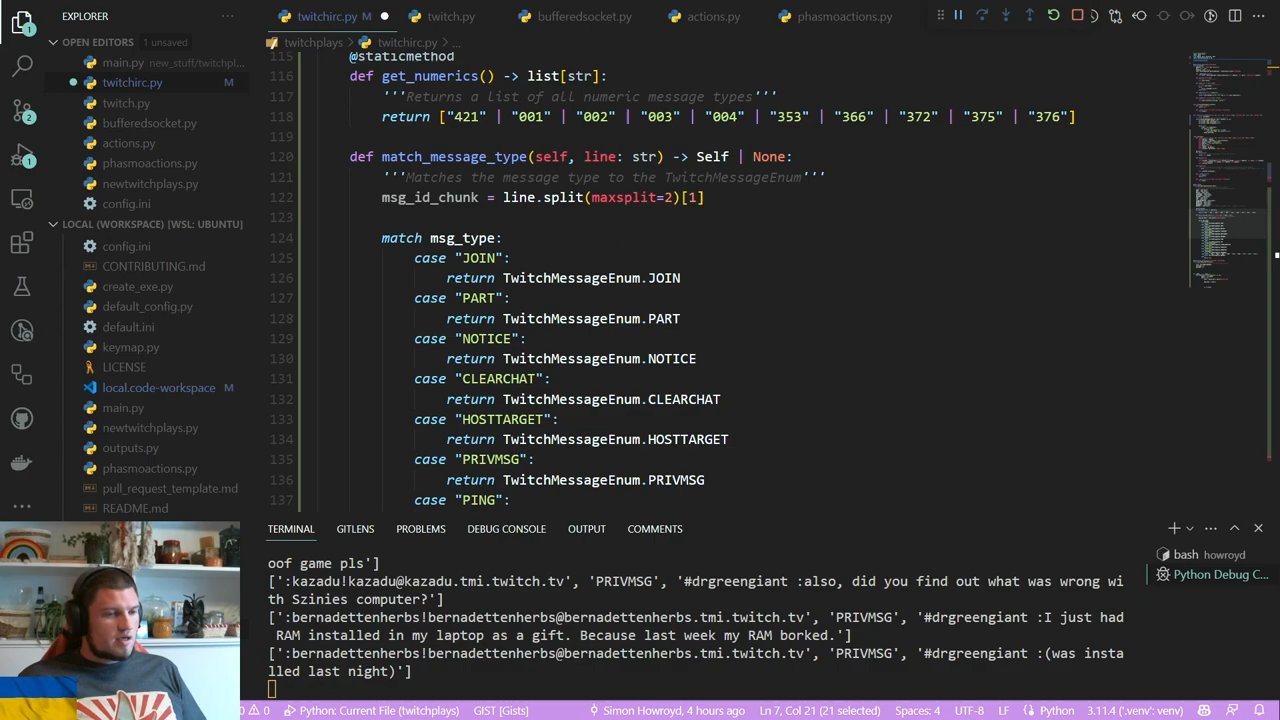 EXPLORER
twitchirc.py M
twitch.py
bufferedsocket.py
actions.py
phasmoactions.py
OPEN EDITORS 1 unsaved
twitchplays > twitchirc.py > ...
main.py new_stuff/twitchpl...
twitchirc.py M
twitch.py
bufferedsocket.py
actions.py
phasmoactions.py
newtwitchplays.py
config.ini
LOCAL (WORKSPACE) [WSL: UBUNTU]
config.ini
CONTRIBUTING.md
create_exe.py
default_config.py
default.ini
keymap.py
LICENSE
local.code-workspace M
main.py
newtwitchplays.py
outputs.py
phasmoactions.py
pull_request_template.md
README.md
115 @staticmethod
116 def get_numerics() -> list[str]:
117 '''Returns a list of all numeric message types'''
118 return ["421" | "001" | "002" | "003" | "004" | "353" | "366" | "372" | "375" | "376"]
119
120 def match_message_type(self, line: str) -> Self | None:
121 '''Matches the message type to the TwitchMessageEnum'''
122 msg_id_chunk = line.split(maxsplit=2)[1]
123
124 match msg_type:
125 case "JOIN":
126 return TwitchMessageEnum.JOIN
127 case "PART":
128 return TwitchMessageEnum.PART
129 case "NOTICE":
130 return TwitchMessageEnum.NOTICE
131 case "CLEARCHAT":
132 return TwitchMessageEnum.CLEARCHAT
133 case "HOSTTARGET":
134 return TwitchMessageEnum.HOSTTARGET
135 case "PRIVMSG":
136 return TwitchMessageEnum.PRIVMSG
137 case "PING":
TERMINAL GITLENS PROBLEMS DEBUG CONSOLE OUTPUT COMMENTS
oof game pls']
[':kazadu!kazadu@kazadu.tmi.twitch.tv', 'PRIVMSG', '#drgreengiant :also, did you find out what was wrong wi
th Szinies computer?']
[':bernadettenherbs!bernadettenherbs@bernadettenherbs.tmi.twitch.tv', 'PRIVMSG', '#drgreengiant :I just had
RAM installed in my laptop as a gift. Because last week my RAM borked.']
[':bernadettenherbs!bernadettenherbs@bernadettenherbs.tmi.twitch.tv', 'PRIVMSG', '#drgreengiant :(was insta
lled last night)']
bash howroyd
Python Debug C...
0 Python: Current File (twitchplays) GIST [Gists] Simon Howroyd, 4 hours ago Ln 7, Col 21 (21 selected) Spaces: 4 UTF-8 LF Python 3.11.4 ('.venv': venv)